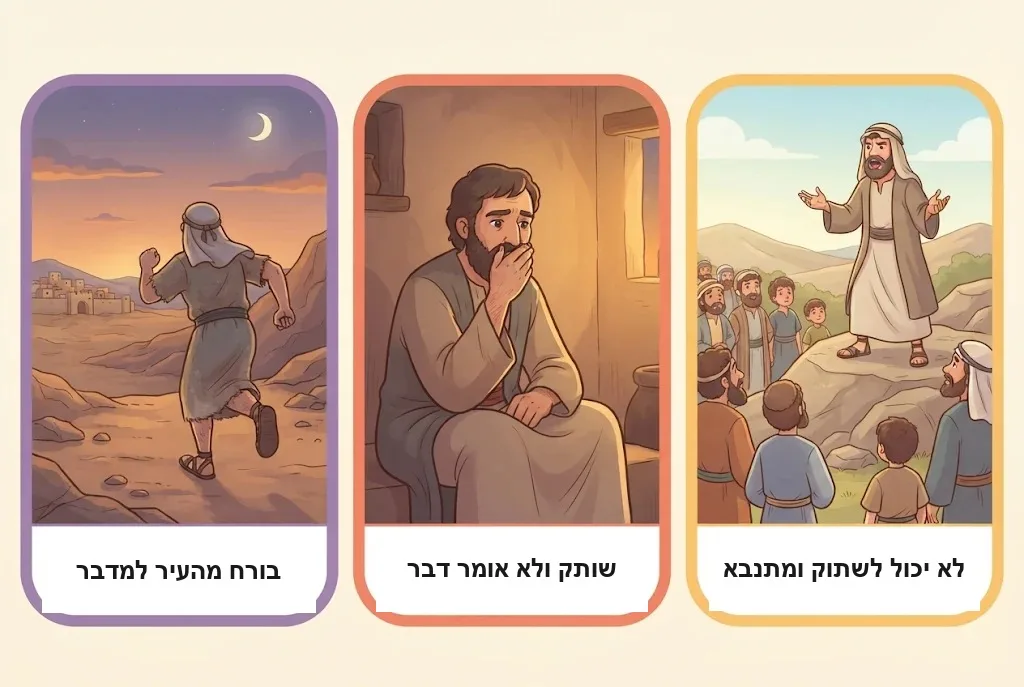 לא יכול לשתוק ומתנבא
שותק ולא אומר דבר
בורח מהעיר למדבר